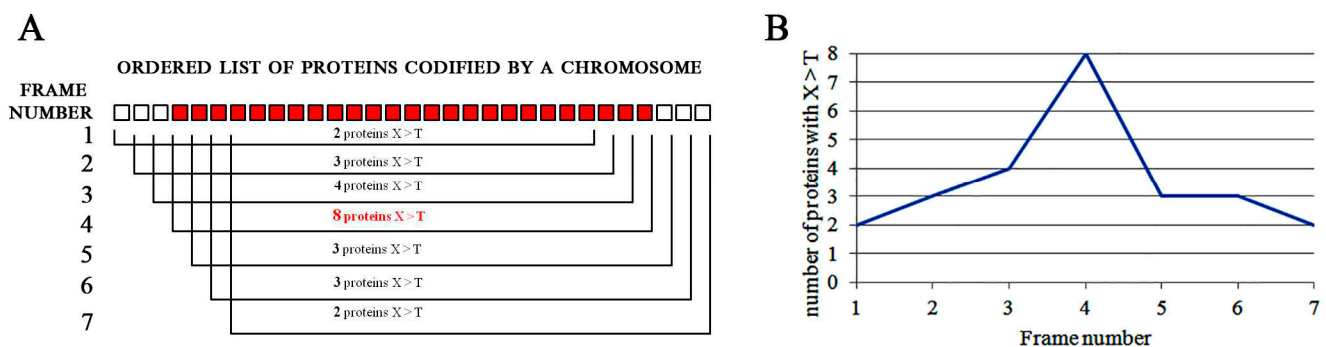 A
ORDERED LIST OF PROTEINS CODIFIED BY A CHROMOSOME
FRAME
NUMBER
1
2 proteins X > T
2
3 proteins X > T
3
4 proteins X > T
4
8 proteins X > T
5
3 proteins X > T
6
3 proteins X > T
7
2 proteins X > T
B
number of proteins with X > T
8
7
6
5
4
3
2
1
0
1 2 3 4 5 6 7
Frame number